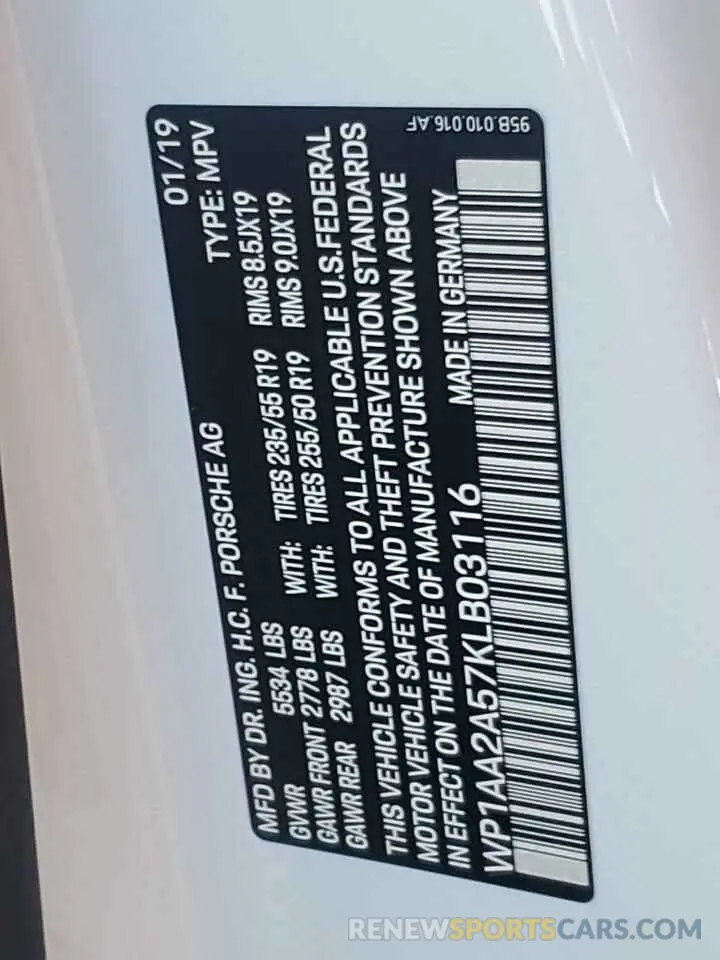 MFD BY DR. ING. H.C. F. PORSCHE AG 01/19
GVWR 5534 LBS TYPE: MPV
GAWR FRONT 2778 LBS WITH: TIRES 235/55 R19 RIMS 8.5JX19
GAWR REAR 2987 LBS WITH: TIRES 255/50 R19 RIMS 9.0JX19
THIS VEHICLE CONFORMS TO ALL APPLICABLE U.S.FEDERAL
MOTOR VEHICLE SAFETY AND THEFT PREVENTION STANDARDS
IN EFFECT ON THE DATE OF MANUFACTURE SHOWN ABOVE
WP1AA2A57KLB03116 MADE IN GERMANY
95B.010.016.AF
RENEWSPORTSCARS.COM